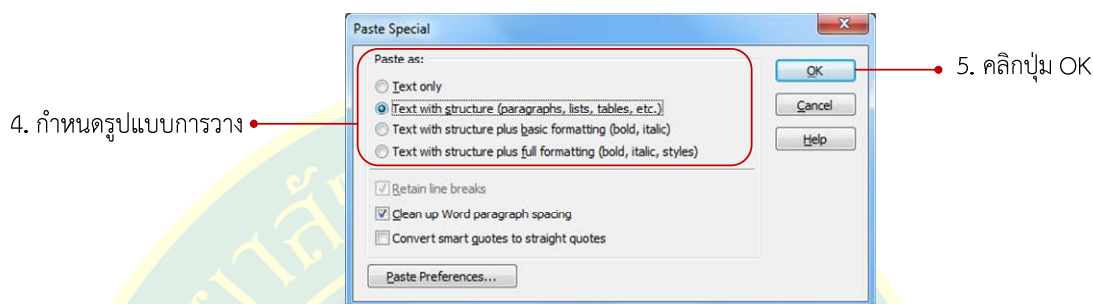 Paste Special
Paste as:
Text only
Text with structure (paragraphs, lists, tables, etc.)
Text with structure plus basic formatting (bold, italic)
Text with structure plus full formatting (bold, italic, styles)
Retain line breaks
Clean up Word paragraph spacing
Convert smart quotes to straight quotes
Paste Preferences...
OK
Cancel
Help
4. กำหนดรูปแบบการวาง
5. คลิกปุ่ม OK